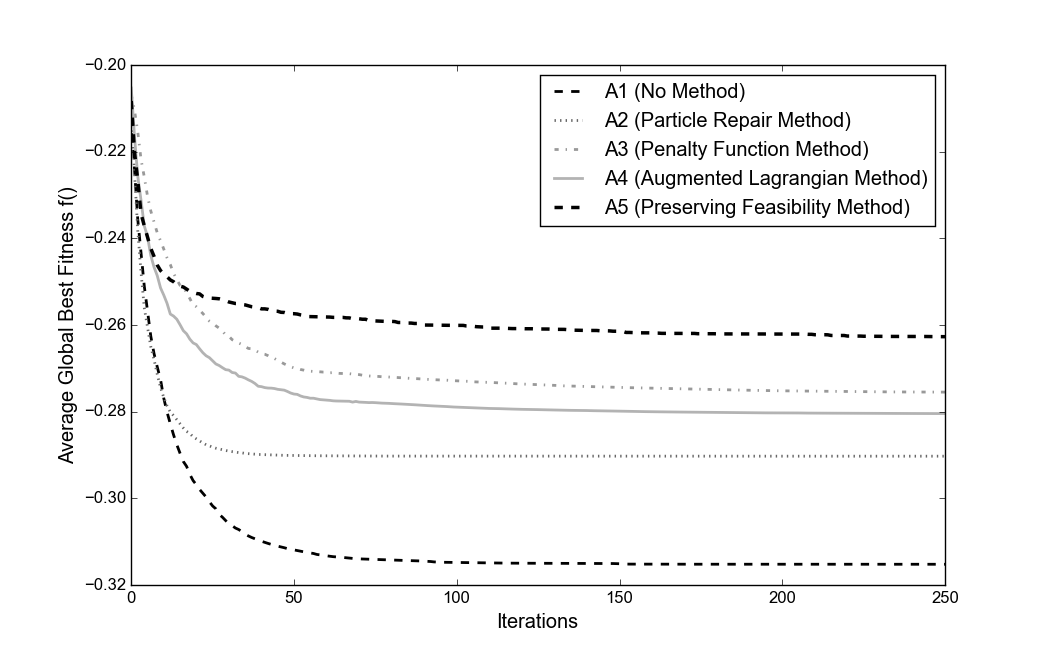 −0.20
−0.22
−0.24
−0.26
−0.28
−0.30
−0.32
Average Global Best Fitness f()
A1 (No Method)
A2 (Particle Repair Method)
A3 (Penalty Function Method)
A4 (Augmented Lagrangian Method)
A5 (Preserving Feasibility Method)
0 50 100 150 200 250
Iterations